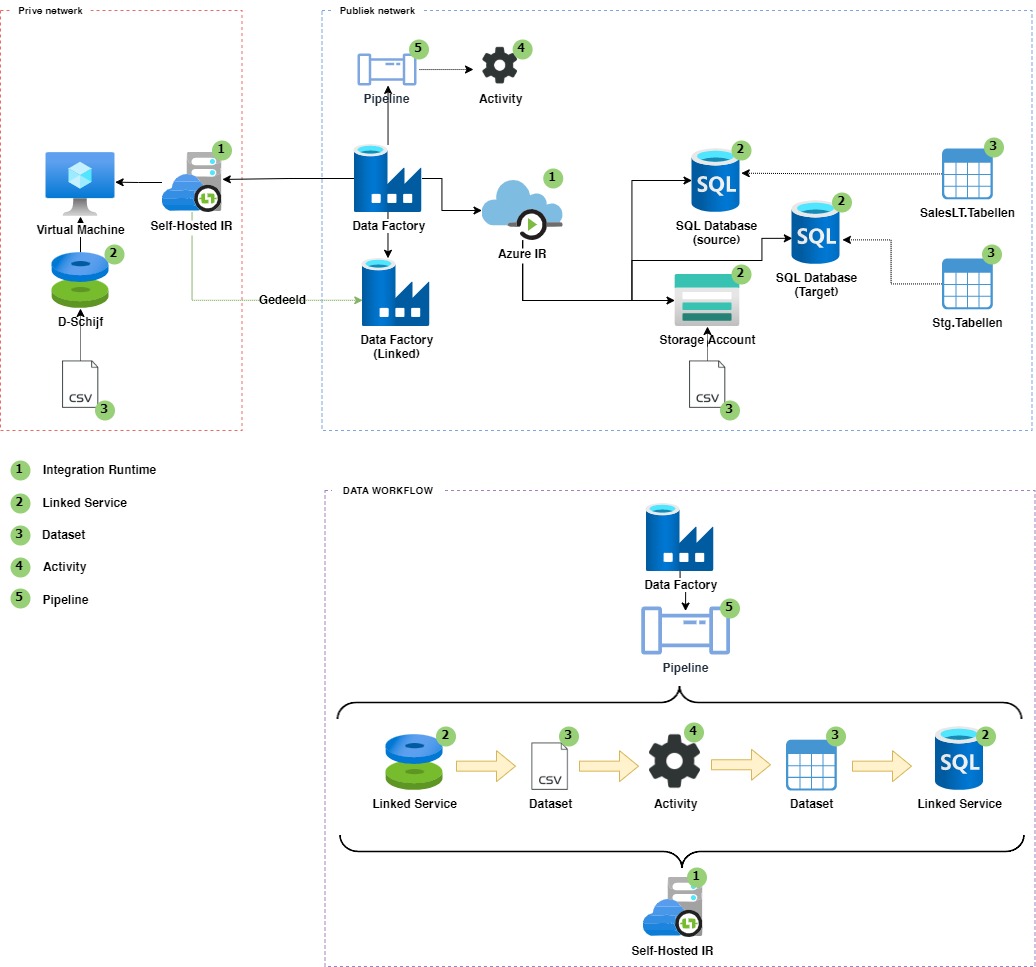 Prive netwerk
Publiek netwerk
5
4
Pipeline
Activity
1
Virtual Machine
Self-Hosted IR
Data Factory
1
Azure IR
2
SQL
SQL Database
(source)
2
SQL
SQL Database
(Target)
3
SalesLT.Tabellen
2
D-Schijf
Gedeeld
Data Factory
(Linked)
2
Storage Account
3
Stg.Tabellen
CSV
3
CSV
3
1 Integration Runtime
2 Linked Service
3 Dataset
4 Activity
5 Pipeline
DATA WORKFLOW
Data Factory
5
Pipeline
2
3
4
3
2
CSV
SQL
Linked Service
Dataset
Activity
Dataset
Linked Service
1
Self-Hosted IR